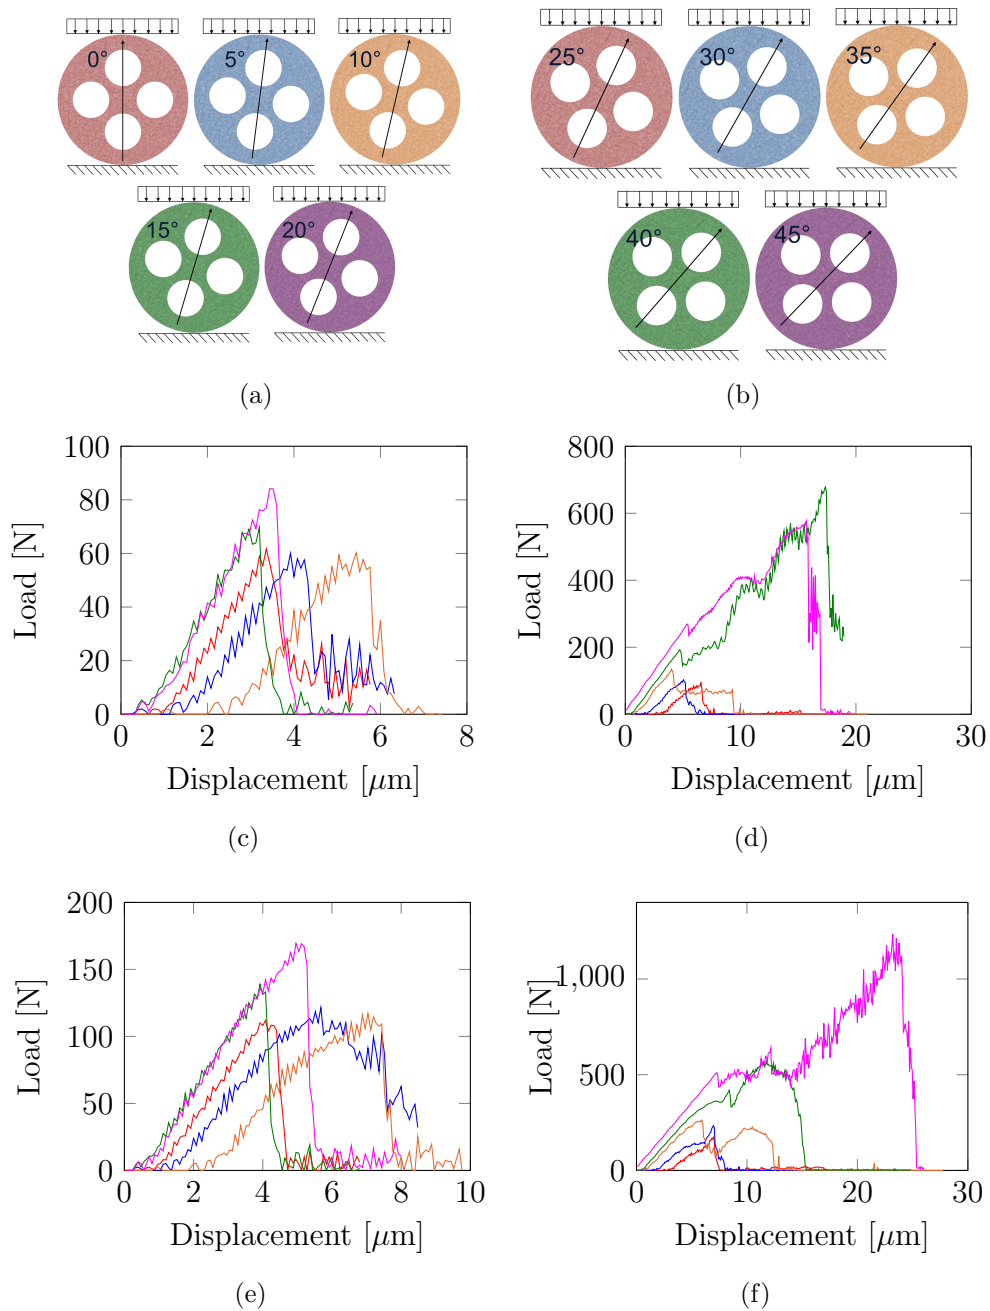 0° 5° 10°
15° 20°
25° 30° 35°
40° 45°
(a) (b)
100
80
60
40
20
0
0 2 4 6 8
Load [N]
Displacement [μm]
(c)
800
600
400
200
0
0 10 20 30
Load [N]
Displacement [μm]
(d)
200
150
100
50
0
0 2 4 6 8 10
Load [N]
Displacement [μm]
(e)
1,000
500
0
0 10 20 30
Load [N]
Displacement [μm]
(f)